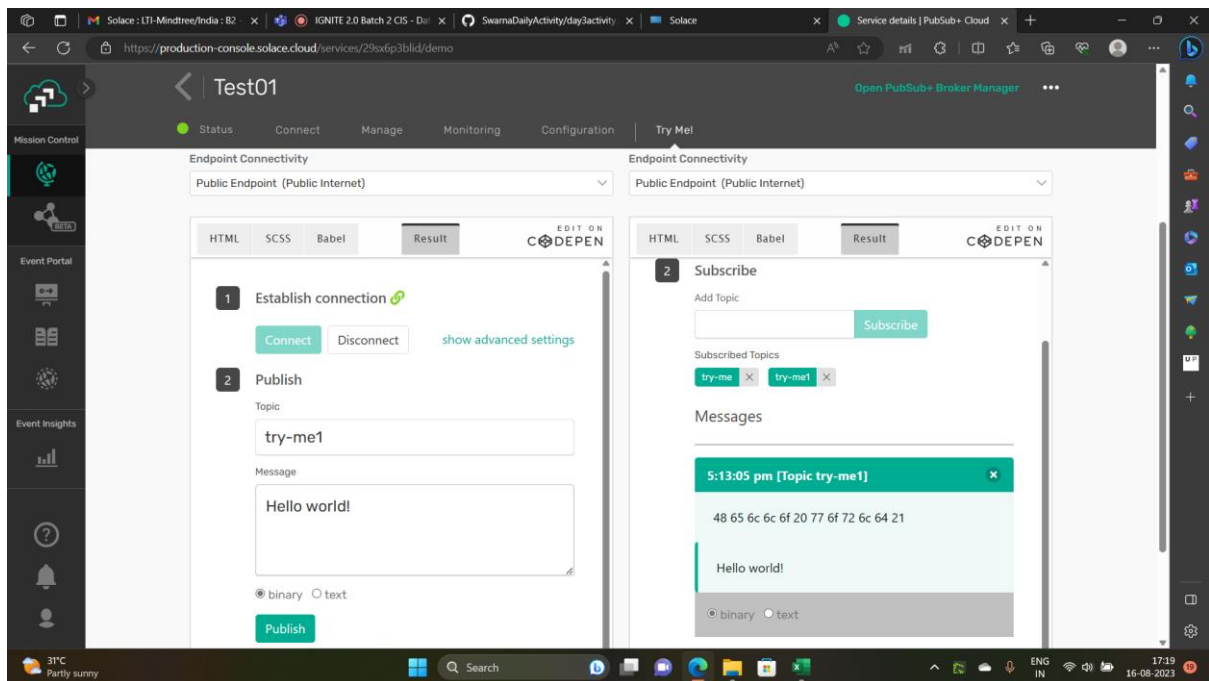 Solace : LTI-Mindtree/India : B2 -
IGNITE 2.0 Batch 2 CIS - Dai
SwarnaDailyActivity/day3activity
Solace
Service details | PubSub+ Cloud
https://production-console.solace.cloud/services/29sx6p3blid/demo
Test01
Open PubSub+ Broker Manager
Status Connect Manage Monitoring Configuration Try Me!
Mission Control
BETA
Event Portal
Event Insights
Endpoint Connectivity
Public Endpoint (Public Internet)
HTML SCSS Babel Result
EDIT ON
CODEPEN
1 Establish connection
Connect Disconnect show advanced settings
2 Publish
Topic
try-me1
Message
Hello world!
binary text
Publish
Endpoint Connectivity
Public Endpoint (Public Internet)
HTML SCSS Babel Result
EDIT ON
CODEPEN
2 Subscribe
Add Topic
Subscribe
Subscribed Topics
try-me try-me1
Messages
5:13:05 pm [Topic try-me1]
48 65 6c 6c 6f 20 77 6f 72 6c 64 21
Hello world!
binary text
UP
31°C
Partly sunny
Search
ENG
IN
17:19
16-08-2023
19